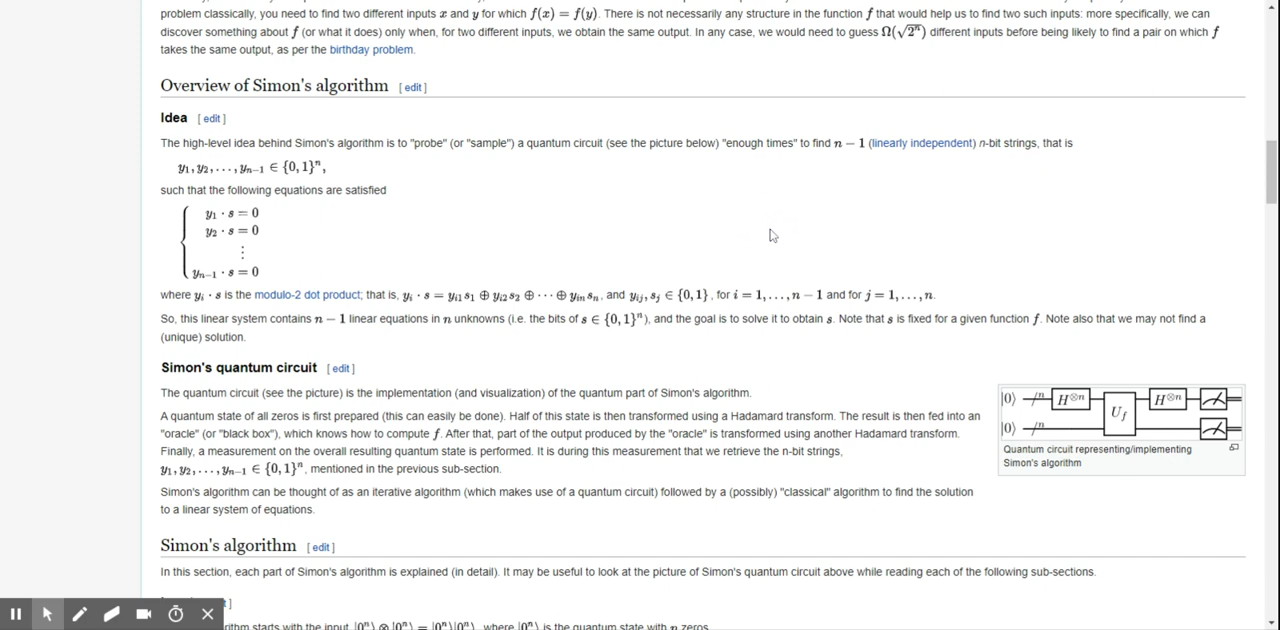 problem classically, you need to find two different inputs x and y for which f(x) = f(y). There is not necessarily any structure in the function f that would help us to find two such inputs: more specifically, we can
discover something about f (or what it does) only when, for two different inputs, we obtain the same output. In any case, we would need to guess Ω(√2ⁿ) different inputs before being likely to find a pair on which f
takes the same output, as per the birthday problem.
Overview of Simon's algorithm [ edit ]
Idea [ edit ]
The high-level idea behind Simon's algorithm is to "probe" (or "sample") a quantum circuit (see the picture below) "enough times" to find n − 1 (linearly independent) n-bit strings, that is
y₁, y₂, …, yₙ₋₁ ∈ {0, 1}ⁿ,
such that the following equations are satisfied
y₁ · s = 0
y₂ · s = 0
⋮
yₙ₋₁ · s = 0
where yᵢ · s is the modulo-2 dot product; that is, yᵢ · s = yᵢ₁s₁ ⊕ yᵢ₂s₂ ⊕ ⋯ ⊕ yᵢₙsₙ, and yᵢⱼ, sⱼ ∈ {0, 1}, for i = 1, …, n − 1 and for j = 1, …, n.
So, this linear system contains n − 1 linear equations in n unknowns (i.e. the bits of s ∈ {0, 1}ⁿ), and the goal is to solve it to obtain s. Note that s is fixed for a given function f. Note also that we may not find a
(unique) solution.
Simon's quantum circuit [ edit ]
The quantum circuit (see the picture) is the implementation (and visualization) of the quantum part of Simon's algorithm.
A quantum state of all zeros is first prepared (this can easily be done). Half of this state is then transformed using a Hadamard transform. The result is then fed into an
"oracle" (or "black box"), which knows how to compute f. After that, part of the output produced by the "oracle" is transformed using another Hadamard transform.
Finally, a measurement on the overall resulting quantum state is performed. It is during this measurement that we retrieve the n-bit strings,
y₁, y₂, …, yₙ₋₁ ∈ {0, 1}ⁿ, mentioned in the previous sub-section.
Simon's algorithm can be thought of as an iterative algorithm (which makes use of a quantum circuit) followed by a (possibly) "classical" algorithm to find the solution
to a linear system of equations.
|0⟩ n H⊗ⁿ H⊗ⁿ
U_f
|0⟩ n
Quantum circuit representing/implementing
Simon's algorithm
Simon's algorithm [ edit ]
In this section, each part of Simon's algorithm is explained (in detail). It may be useful to look at the picture of Simon's quantum circuit above while reading each of the following sub-sections.
starts with the input |0ⁿ⟩ ⊗ |0ⁿ⟩ = |0ⁿ⟩|0ⁿ⟩, where |0ⁿ⟩ is the quantum state with n zeros.